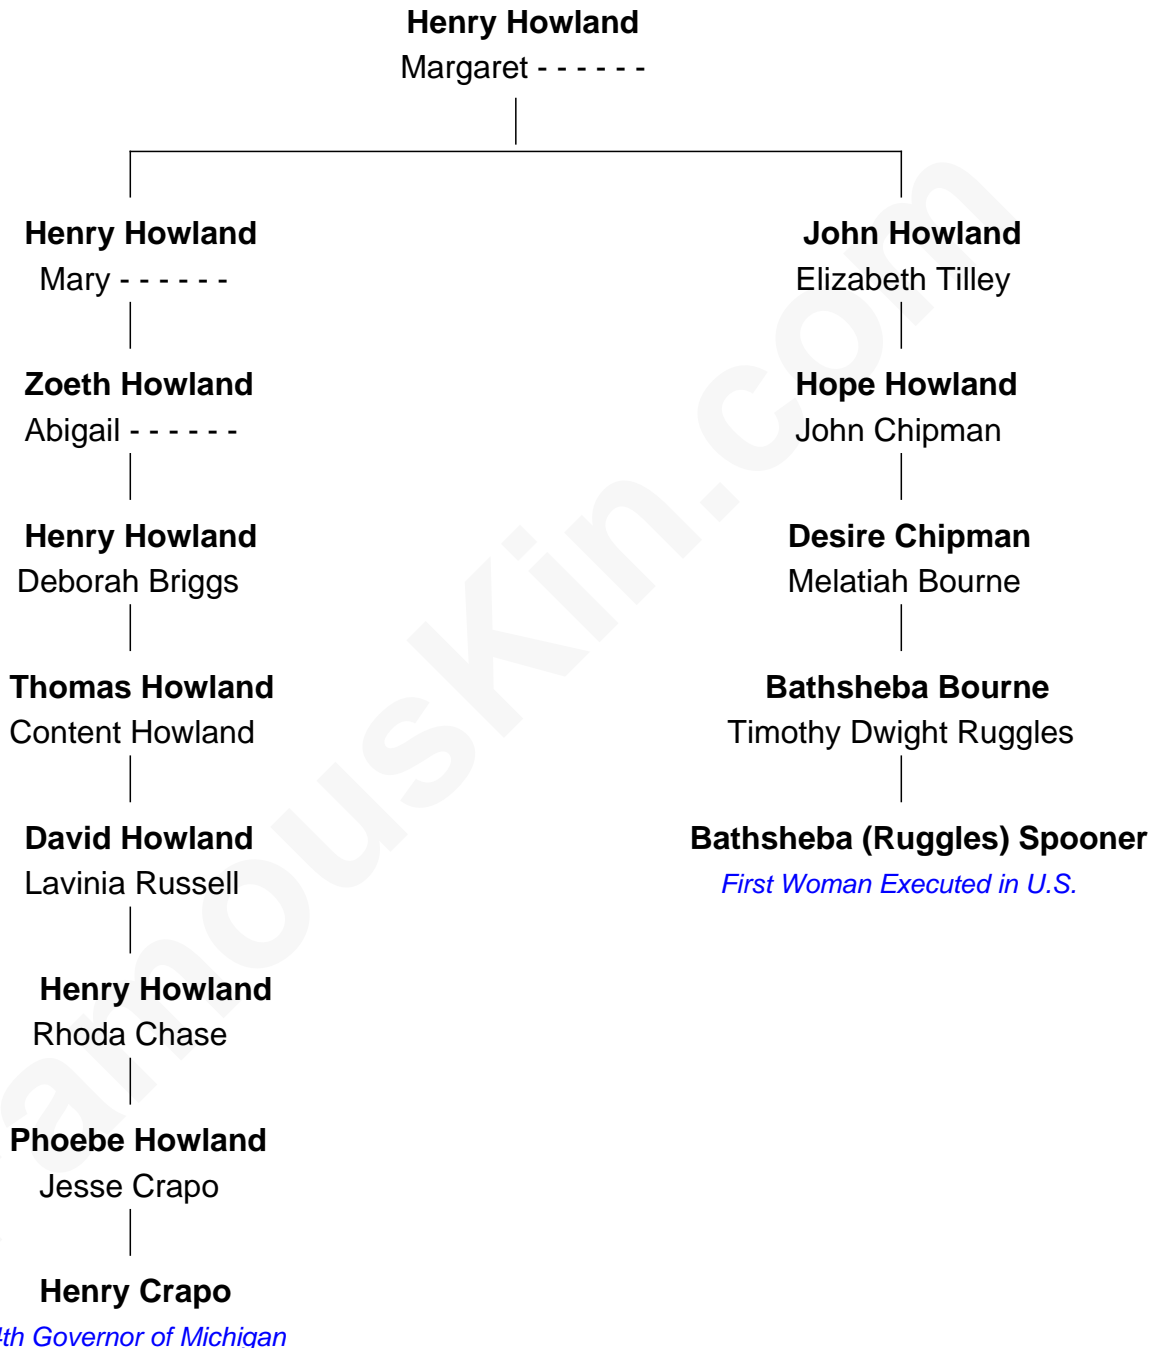 Henry Howland
Margaret - - - - - -
Henry Howland
Mary - - - - - -
Zoeth Howland
Abigail - - - - - -
Henry Howland
Deborah Briggs
Thomas Howland
Content Howland
David Howland
Lavinia Russell
Henry Howland
Rhoda Chase
Phoebe Howland
Jesse Crapo
Henry Crapo
4th Governor of Michigan
John Howland
Elizabeth Tilley
Hope Howland
John Chipman
Desire Chipman
Melatiah Bourne
Bathsheba Bourne
Timothy Dwight Ruggles
Bathsheba (Ruggles) Spooner
First Woman Executed in U.S.
amousKin.com